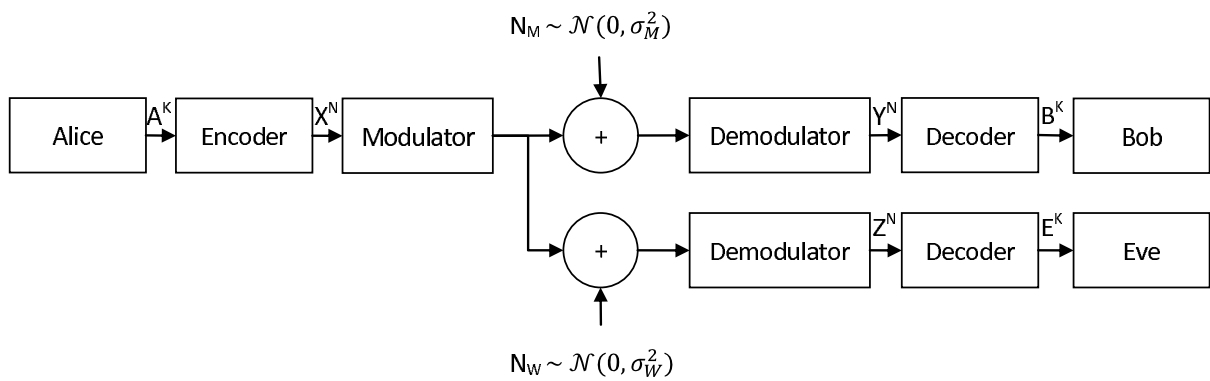 N_M ~ 𝒩(0, σ_M^2)
Alice
A^K
Encoder
X^N
Modulator
+
Demodulator
Y^N
Decoder
B^K
Bob
+
Demodulator
Z^N
Decoder
E^K
Eve
N_W ~ 𝒩(0, σ_W^2)